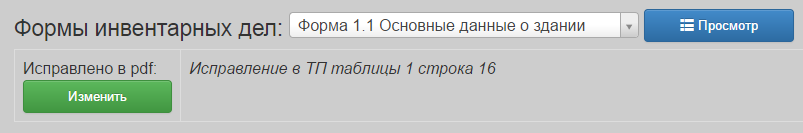 Формы инвентарных дел: Форма 1.1 Основные данные о здании Просмотр
Исправлено в pdf: Исправление в ТП таблицы 1 строка 16
Изменить